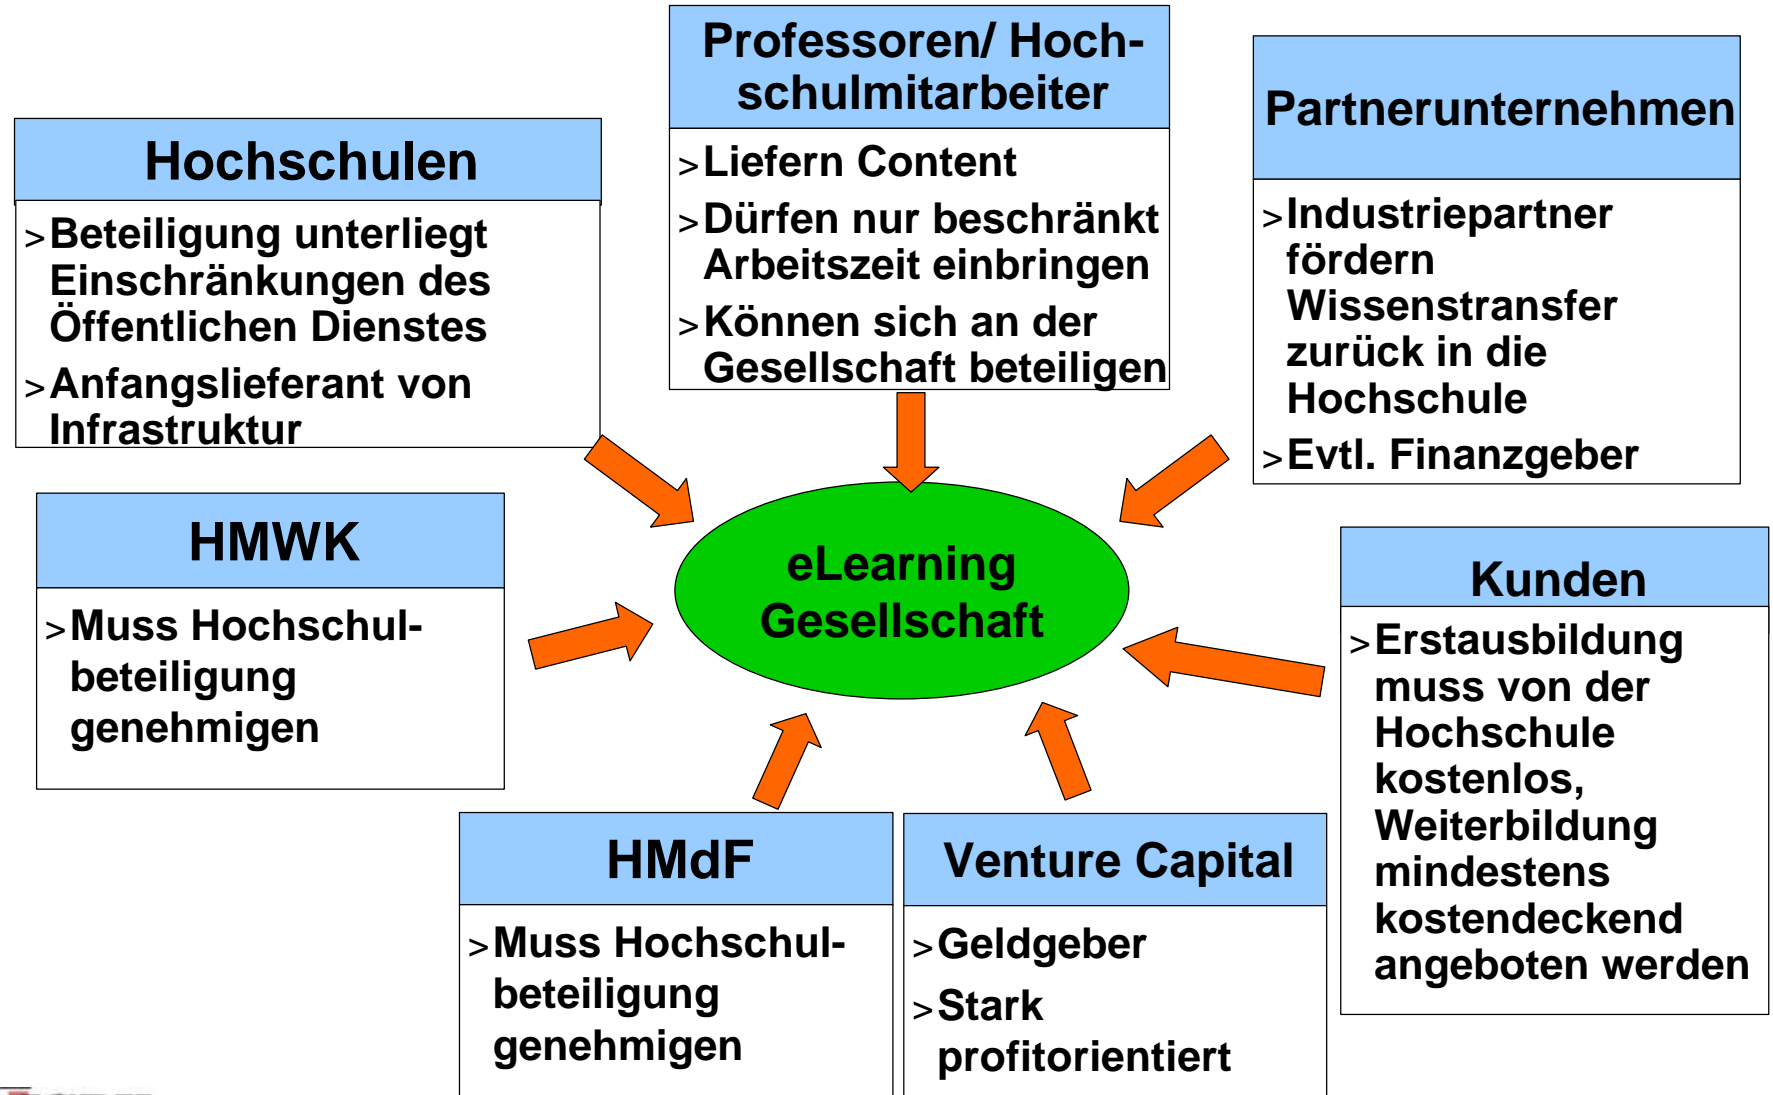 Professoren/ Hoch-
schulmitarbeiter
>Liefern Content
>Dürfen nur beschränkt
Arbeitszeit einbringen
>Können sich an der
Gesellschaft beteiligen
Partnerunternehmen
>Industriepartner
fördern
Wissenstransfer
zurück in die
Hochschule
>Evtl. Finanzgeber
Hochschulen
>Beteiligung unterliegt
Einschränkungen des
Öffentlichen Dienstes
>Anfangslieferant von
Infrastruktur
HMWK
>Muss Hochschul-
beteiligung
genehmigen
eLearning
Gesellschaft
Kunden
>Erstausbildung
muss von der
Hochschule
kostenlos,
Weiterbildung
mindestens
kostendeckend
angeboten werden
HMdF
>Muss Hochschul-
beteiligung
genehmigen
Venture Capital
>Geldgeber
>Stark
profitorientiert